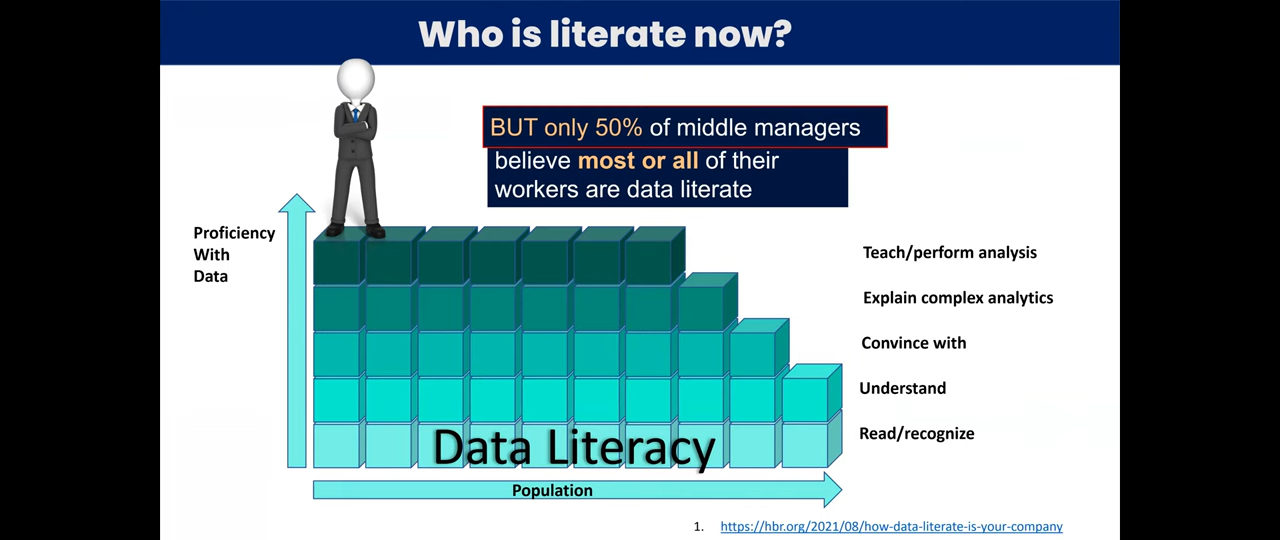 Who is literate now?
BUT only 50% of middle managers
believe most or all of their
workers are data literate
Proficiency
With
Data
Teach/perform analysis
Explain complex analytics
Convince with
Understand
Read/recognize
Data Literacy
Population
1. https://hbr.org/2021/08/how-data-literate-is-your-company